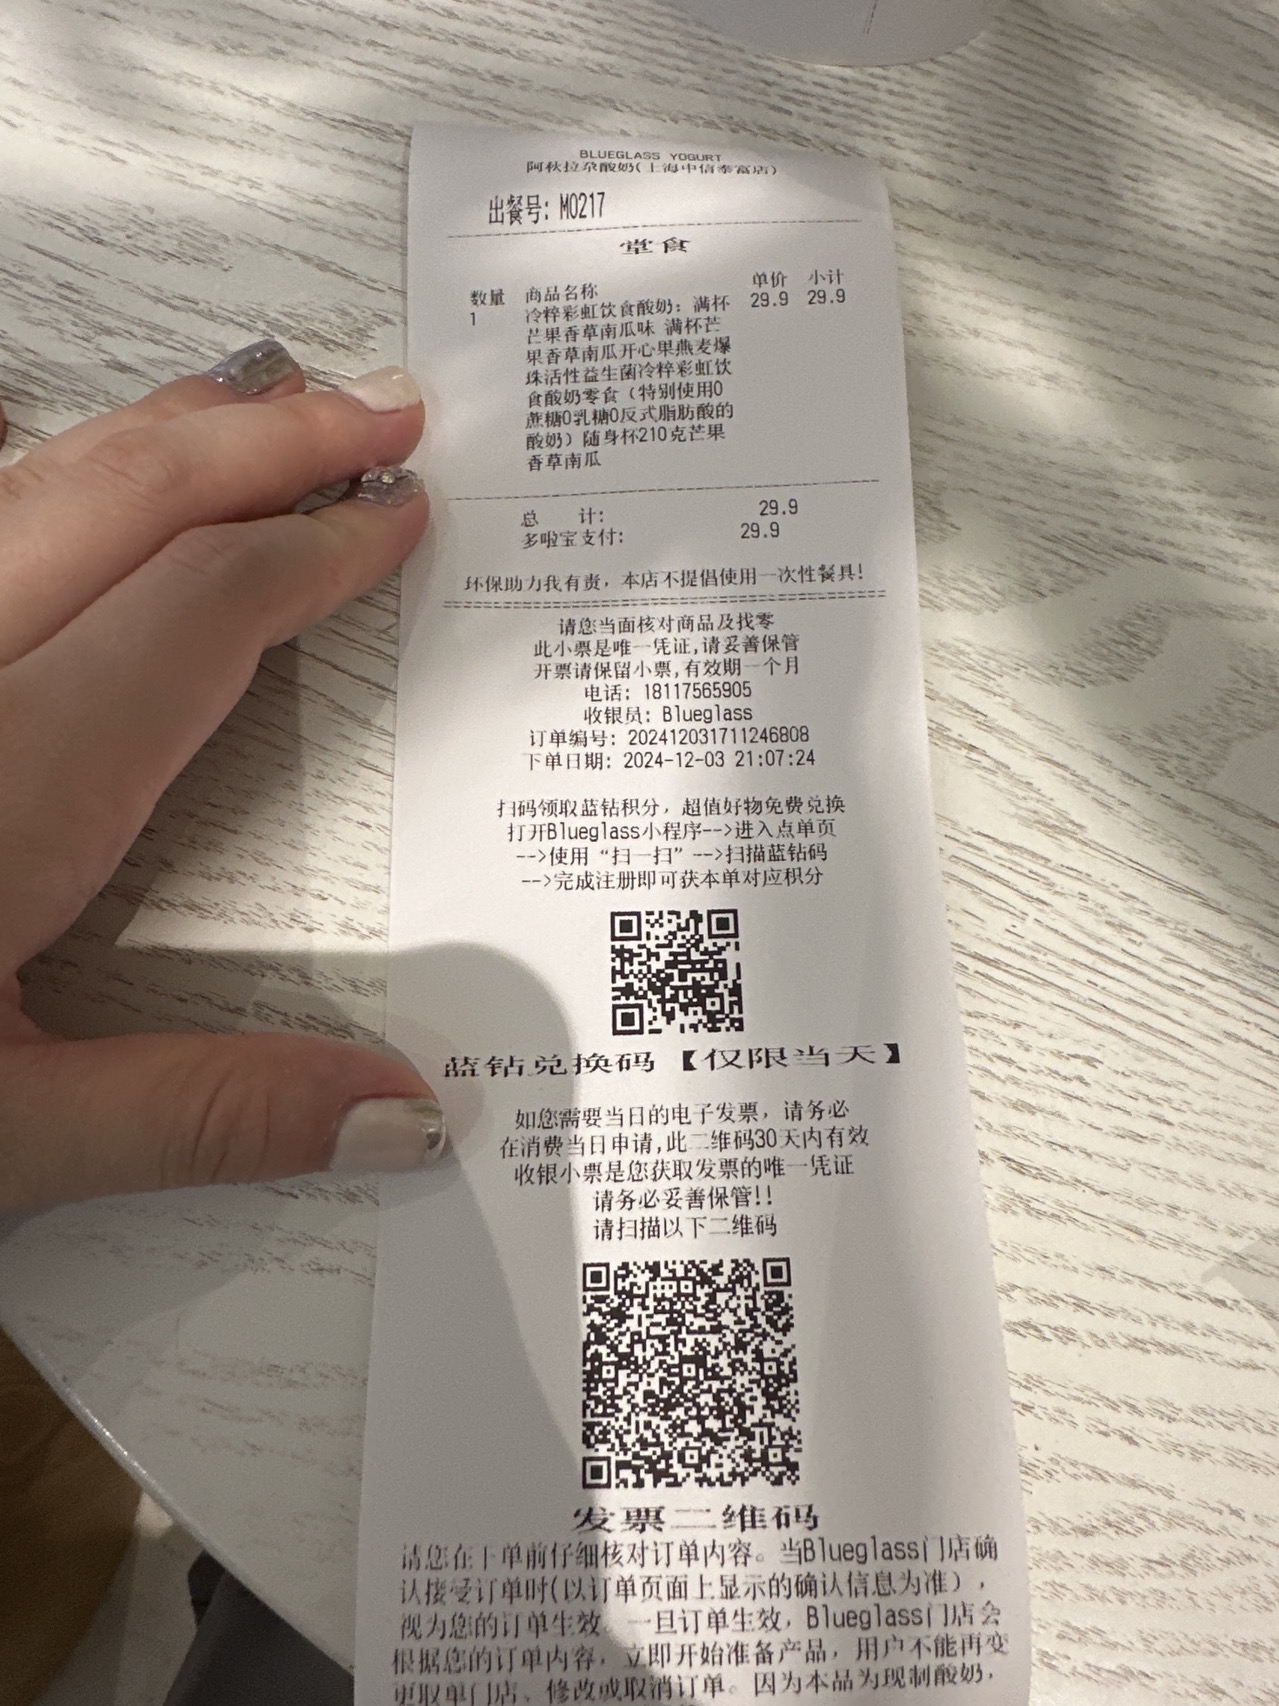 BLUEGLASS YOGURT
阿秋拉尕酸奶(上海中信泰富店)
出餐号: M0217
堂食
数量 商品名称 单价 小计
1 冷粹彩虹饮食酸奶: 满杯 29.9 29.9
芒果香草南瓜味 满杯芒
果香草南瓜开心果燕麦爆
珠活性益生菌冷粹彩虹饮
食酸奶零食（特别使用0
蔗糖0乳糖0反式脂肪酸的
酸奶）随身杯210克芒果
香草南瓜
总 计: 29.9
多啦宝支付: 29.9
环保助力我有责，本店不提倡使用一次性餐具!
请您当面核对商品及找零
此小票是唯一凭证,请妥善保管
开票请保留小票,有效期一个月
电话: 18117565905
收银员: Blueglass
订单编号: 202412031711246808
下单日期: 2024-12-03 21:07:24
扫码领取蓝钻积分，超值好物免费兑换
打开Blueglass小程序-->进入点单页
-->使用“扫一扫”-->扫描蓝钻码
-->完成注册即可获本单对应积分
蓝钻兑换码【仅限当天】
如您需要当日的电子发票，请务必
在消费当日申请,此二维码30天内有效
收银小票是您获取发票的唯一凭证
请务必妥善保管!!
请扫描以下二维码
发票二维码
请您在下单前仔细核对订单内容。当Blueglass门店确
认接受订单时(以订单页面上显示的确认信息为准)，
视为您的订单生效。一旦订单生效，Blueglass门店会
根据您的订单内容，立即开始准备产品，用户不能再变
更取单门店、修改或取消订单。因为本品为现制酸奶，